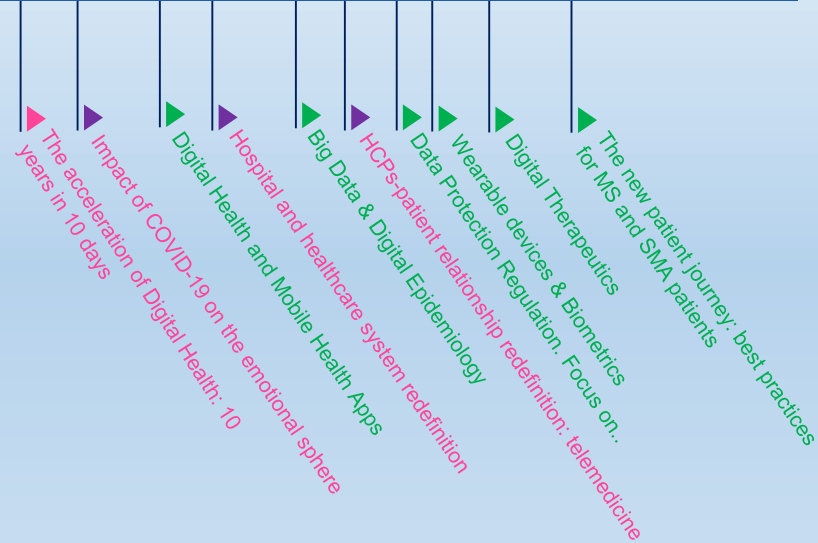 The acceleration of Digital Health: 10
years in 10 days
Impact of COVID-19 on the emotional sphere
Digital Health and Mobile Health Apps
Hospital and healthcare system redefinition
Big Data & Digital Epidemiology
HCPs-patient relationship redefinition: telemedicine
Data Protection Regulation. Focus on..
Wearable devices & Biometrics
Digital Therapeutics
The new patient journey: best practices
for MS and SMA patients